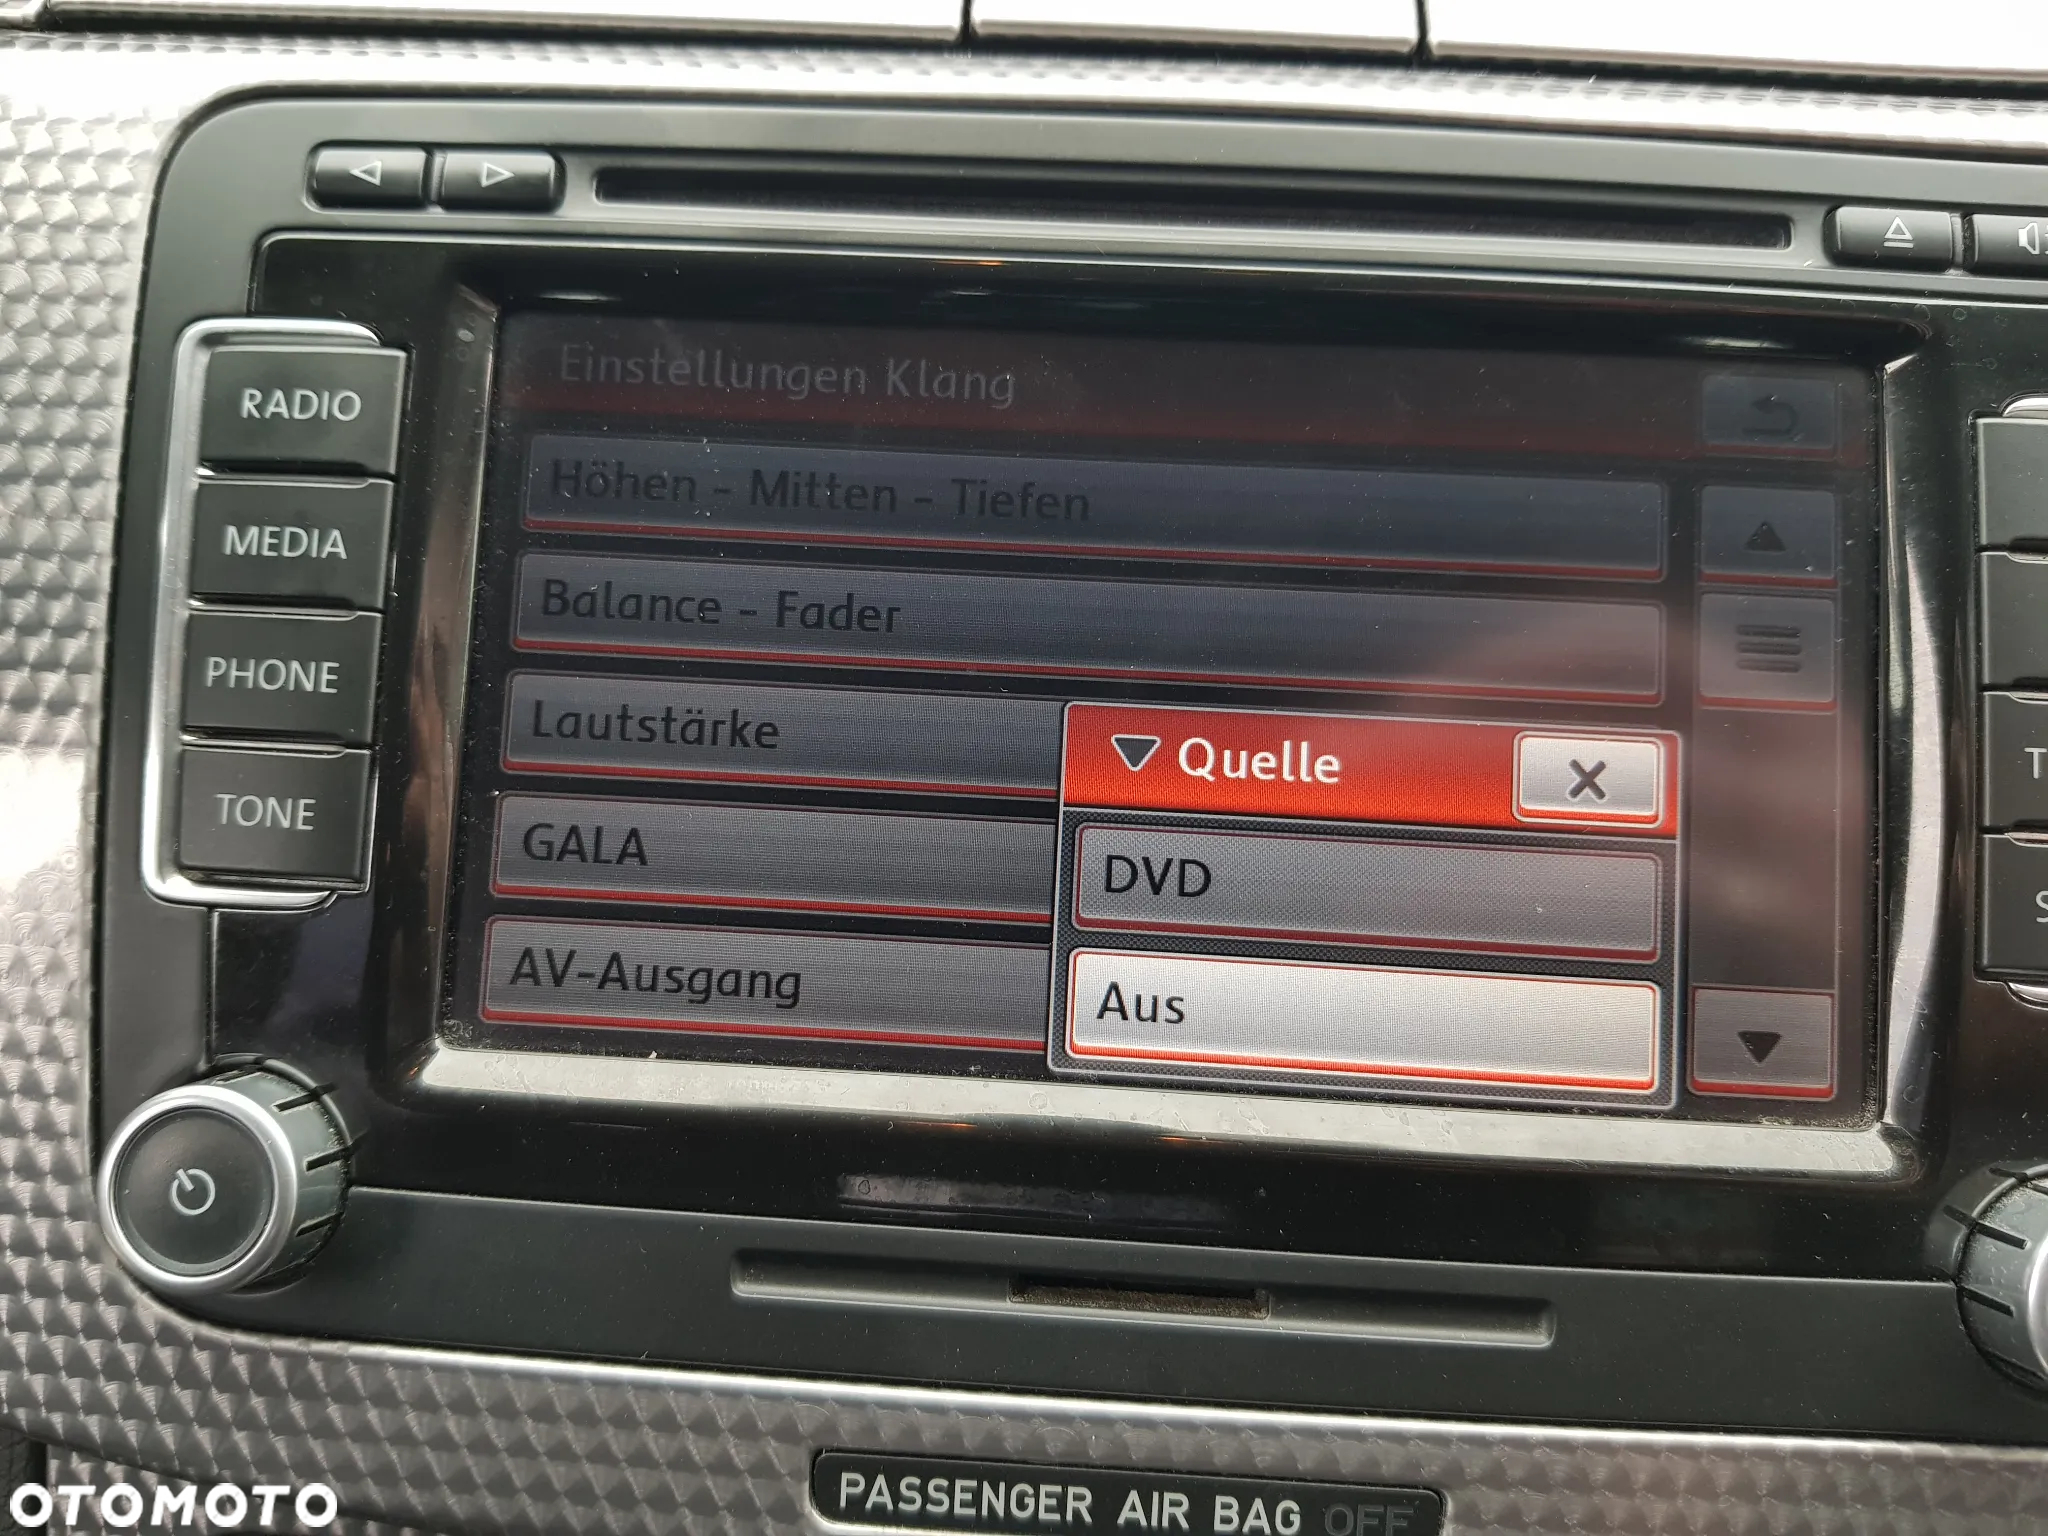 RADIO
MEDIA
PHONE
TONE
Einstellungen Klang
Höhen - Mitten - Tiefen
Balance - Fader
Lautstärke
GALA
AV-Ausgang
Quelle
DVD
Aus
T
S
PASSENGER AIR BAG OFF
OTOMOTO